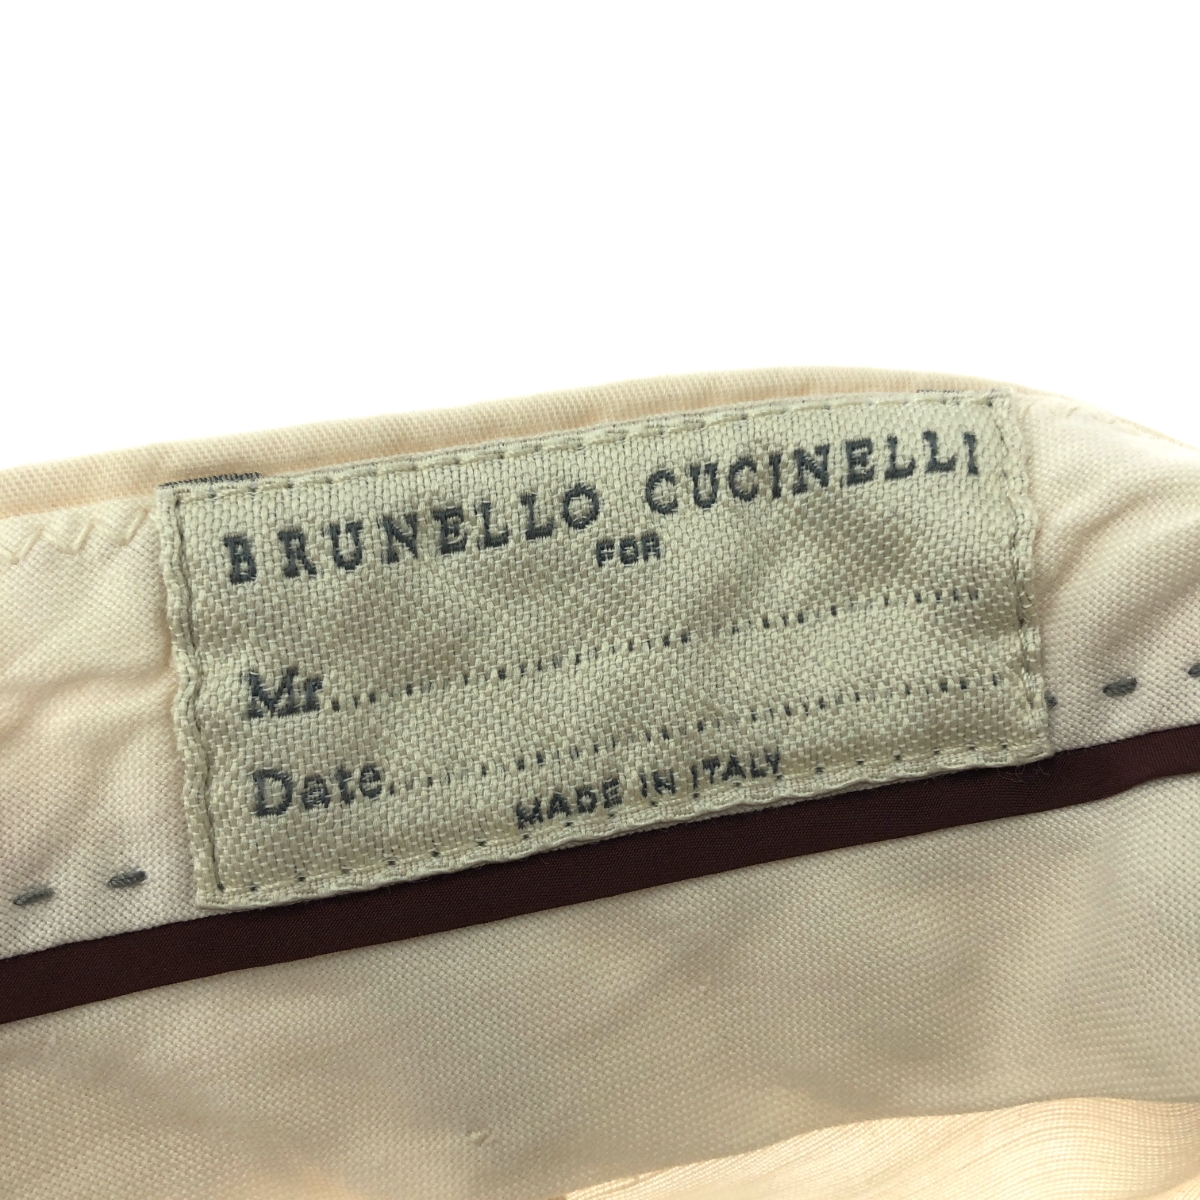 BRUNELLO CUCINELLI
FOR
Mr.
Date.
MADE IN ITALY